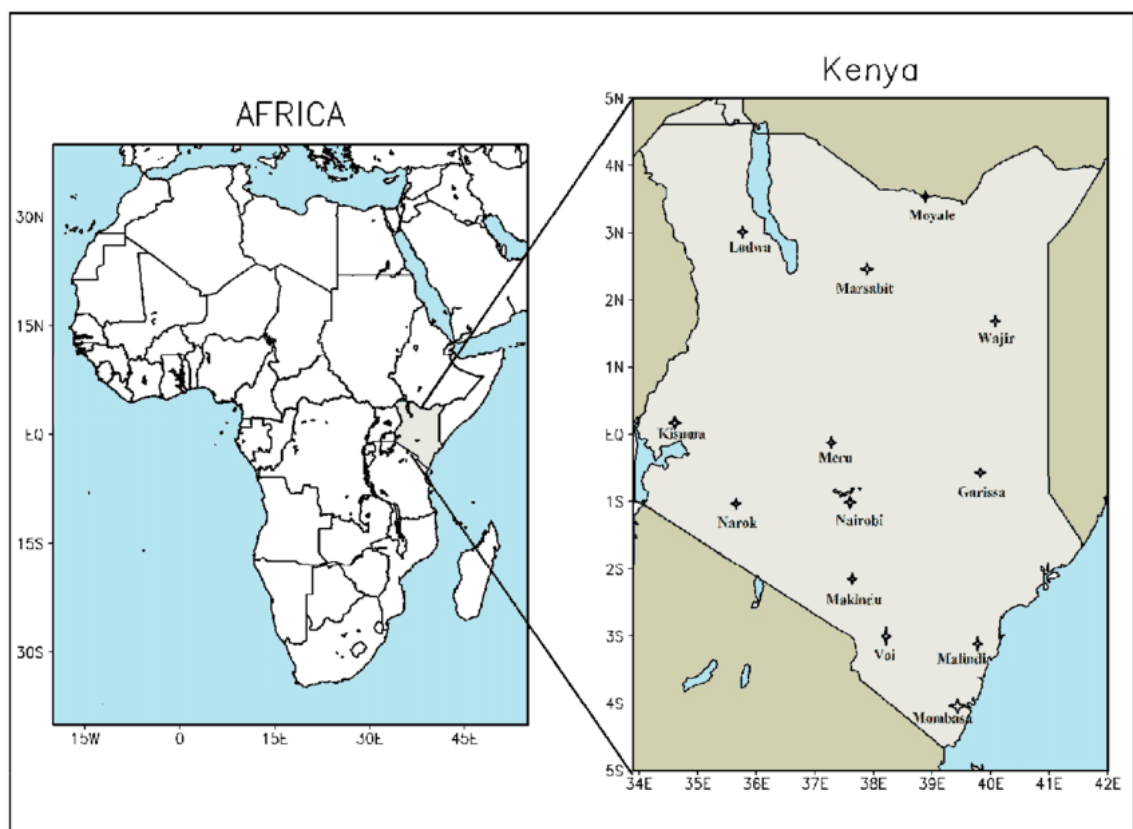 AFRICA
30N
15N
EQ
15S
30S
15W 0 15E 30E 45E
Kenya
5N
4N
3N
2N
1N
EQ
1S
2S
3S
4S
5S
34E 35E 36E 37E 38E 39E 40E 41E 42E
Moyale
Lodwa
Marsabit
Wajir
Kisumu
Meru
Garissa
Narok
Nairobi
Makindu
Voi
Malindi
Mombasa